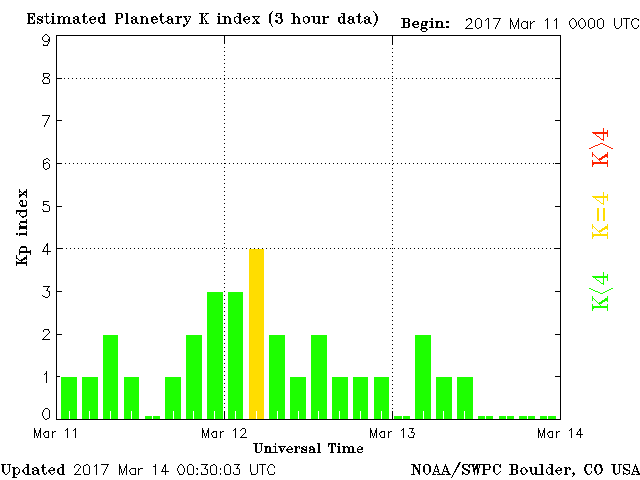 Estimated Planetary K index (3 hour data) Begin: 2017 Mar 11 0000 UTC
9
8
7
6
5
4
3
2
1
0
Kp index
K>4
K=4
K<4
Mar 11 Mar 12 Mar 13 Mar 14
Universal Time
Updated 2017 Mar 14 00:30:03 UTC NOAA/SWPC Boulder, CO USA